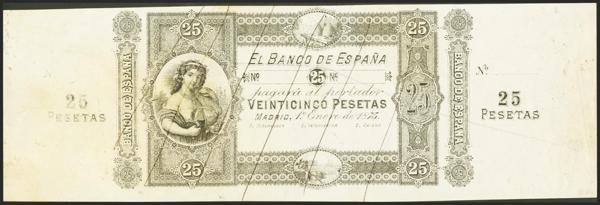 25
PESETAS
BANCO DE ESPAÑA
25
25
EL BANCO DE ESPAÑA
Nº 25 Nº
pagará al portador
VEINTICINCO PESETAS
MADRID, 1º Enero de
25
25
25
BANCO DE ESPAÑA
Nº
25
PESETAS